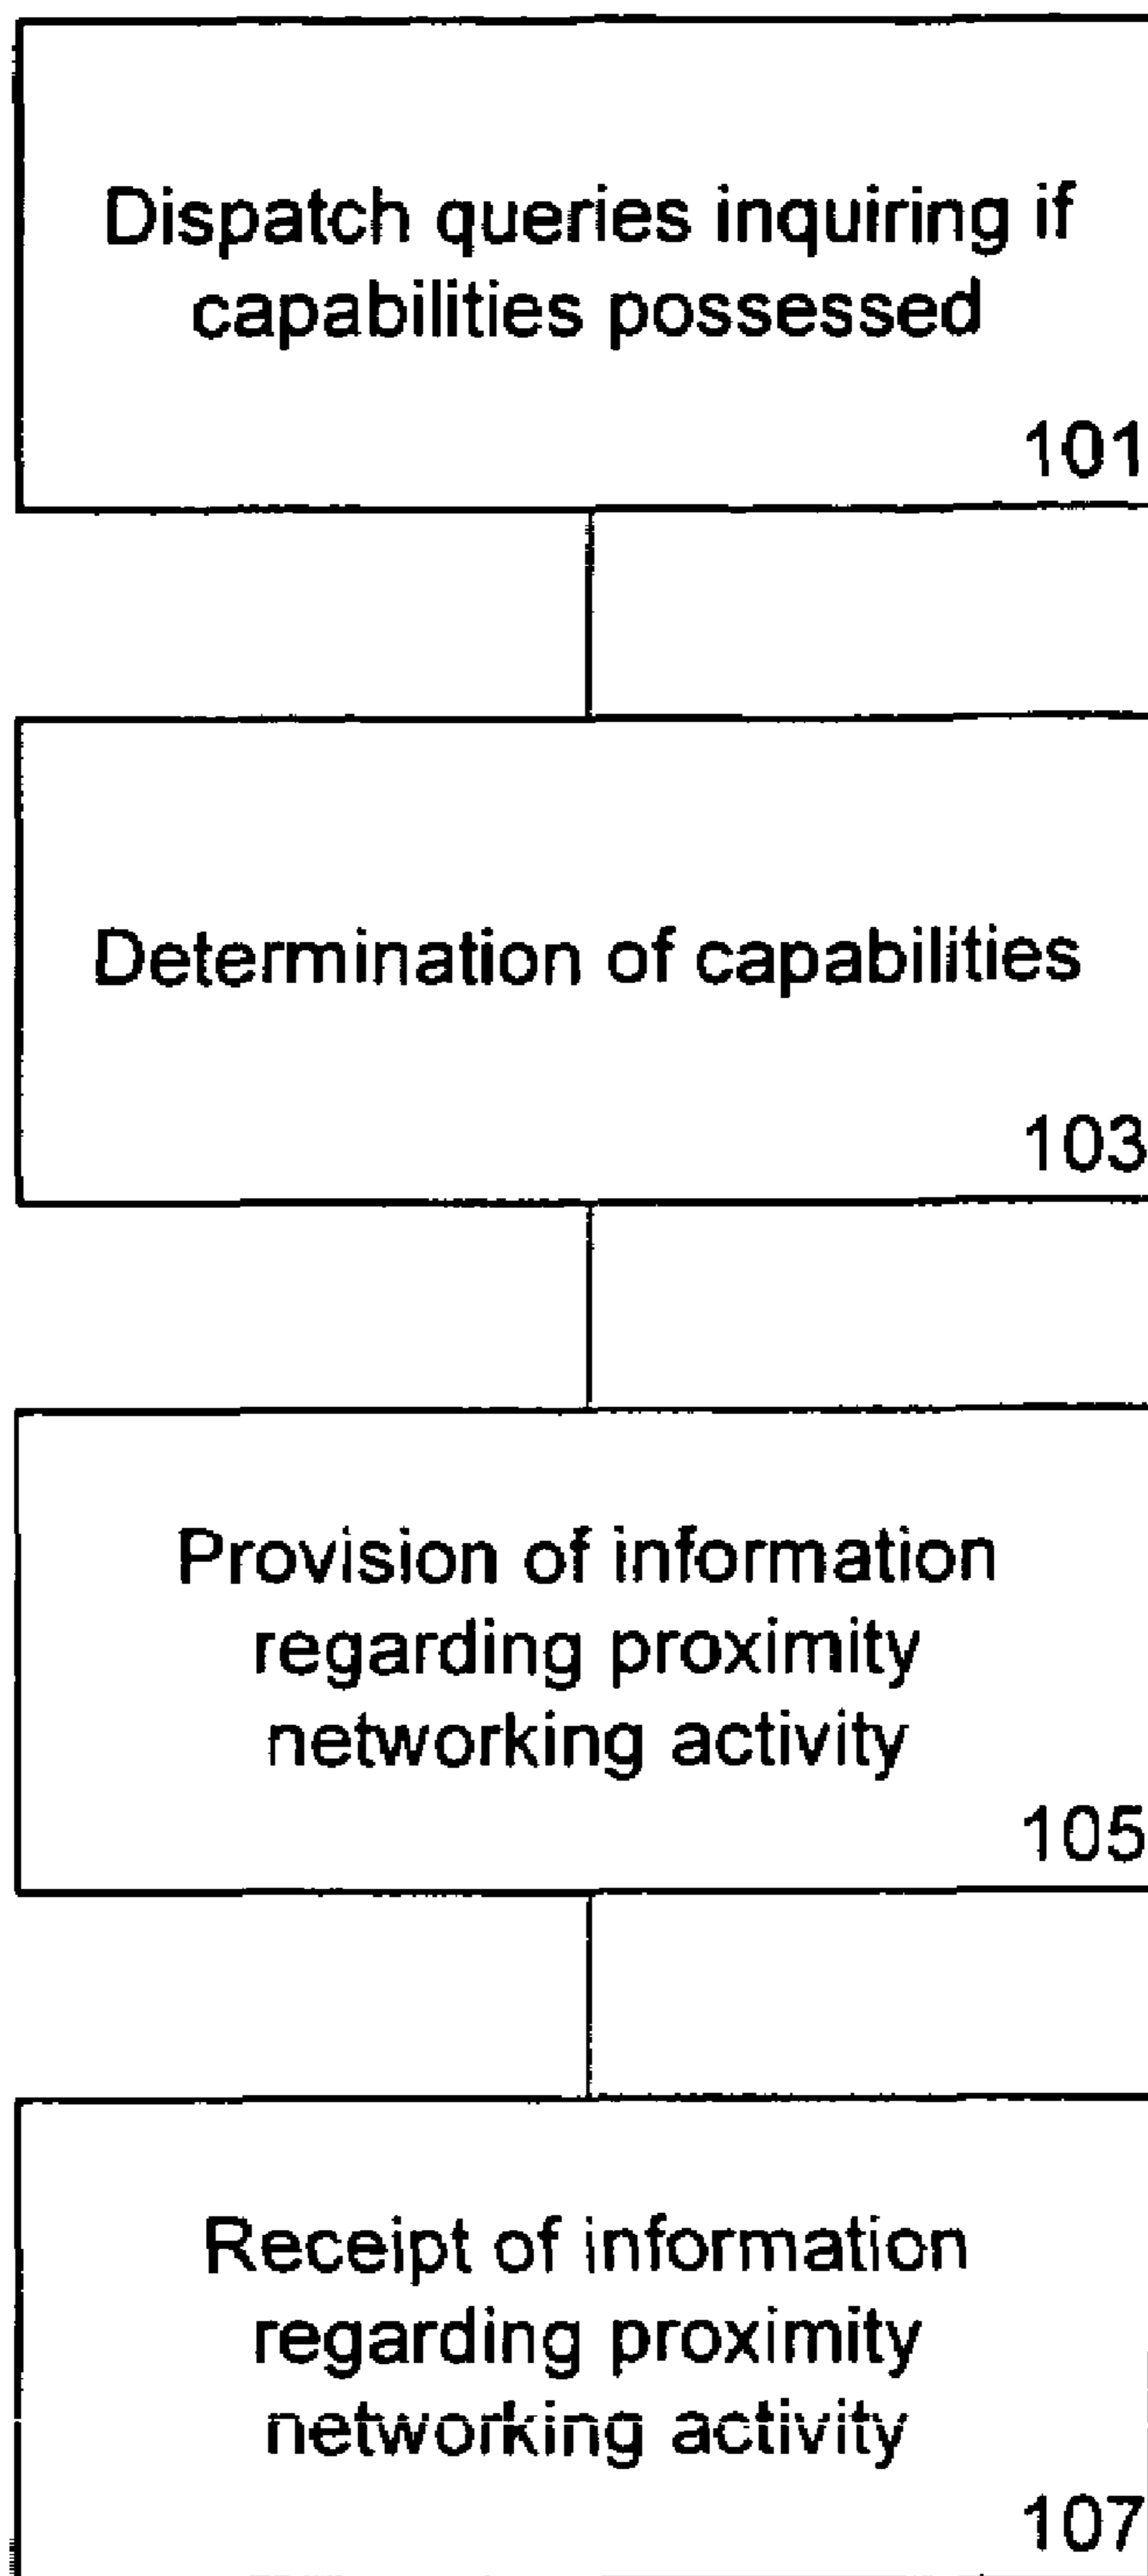 Dispatch queries inquiring if
capabilities possessed
101
Determination of capabilities
103
Provision of information
regarding proximity
networking activity
105
Receipt of information
regarding proximity
networking activity
107